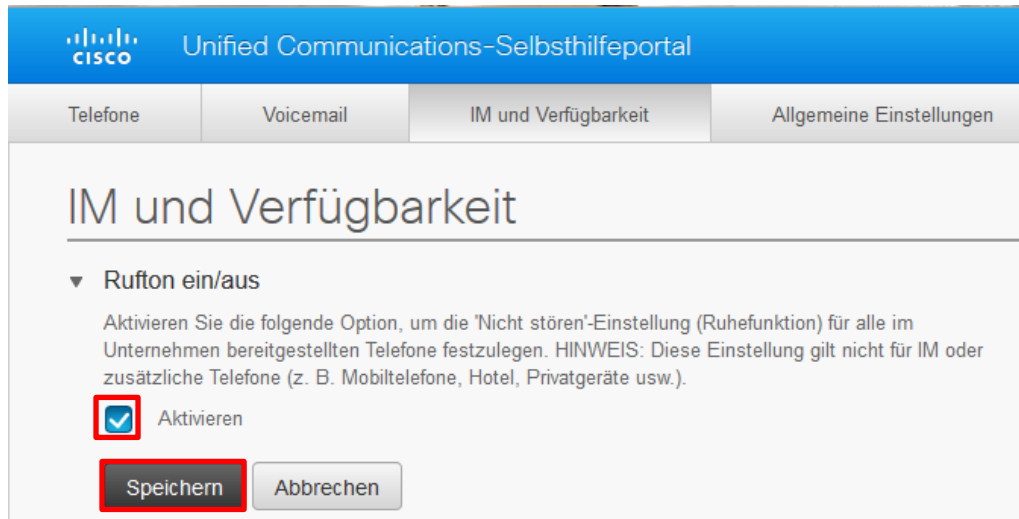 CISCO Unified Communications-Selbsthilfeportal
Telefone Voicemail IM und Verfügbarkeit Allgemeine Einstellungen
IM und Verfügbarkeit
Rufton ein/aus
Aktivieren Sie die folgende Option, um die 'Nicht stören'-Einstellung (Ruhefunktion) für alle im
Unternehmen bereitgestellten Telefone festzulegen. HINWEIS: Diese Einstellung gilt nicht für IM oder
zusätzliche Telefone (z. B. Mobiltelefone, Hotel, Privatgeräte usw.).
Aktivieren
Speichern Abbrechen